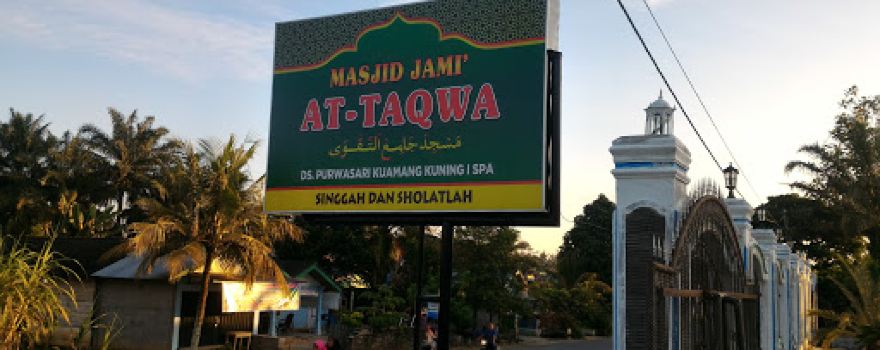 MASJID JAMI'
AT-TAQWA
مسجد جامع التقوى
DS. PURWASARI KUAMANG KUNING I SPA
SINGGAH DAN SHOLATLAH